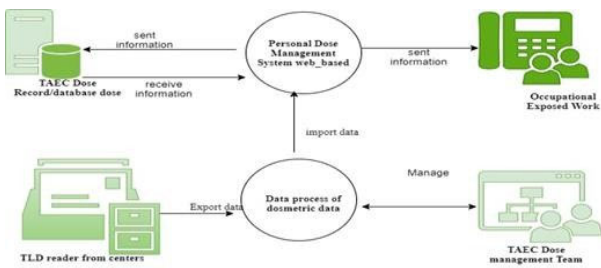 sent
information
TAEC Dose
Record/database dose
receive
information
Personal Dose
Management
System web_based
sent
information
Occupational
Exposed Work
import data
TLD reader from centers
Export data
Data process of
dosmetric data
Manage
TAEC Dose
management Team